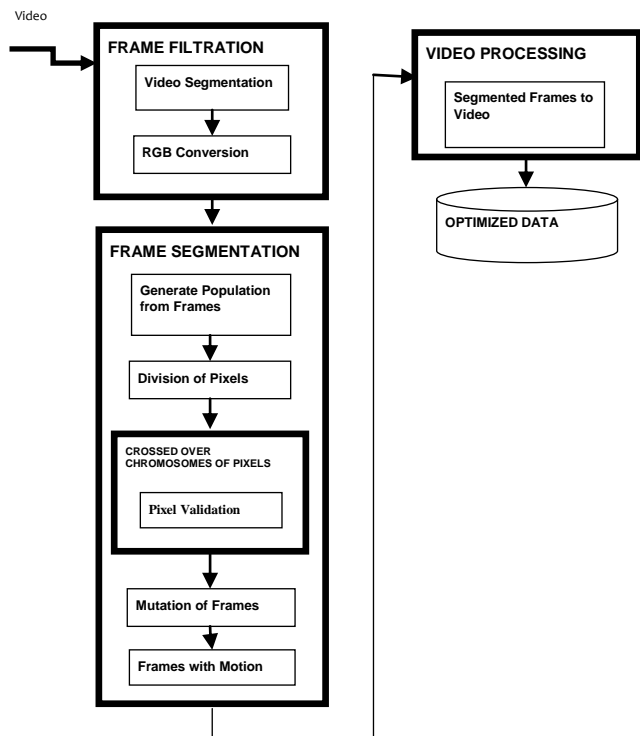 Video
FRAME FILTRATION
Video Segmentation
RGB Conversion
FRAME SEGMENTATION
Generate Population
from Frames
Division of Pixels
CROSSED OVER
CHROMOSOMES OF PIXELS
Pixel Validation
Mutation of Frames
Frames with Motion
VIDEO PROCESSING
Segmented Frames to
Video
OPTIMIZED DATA